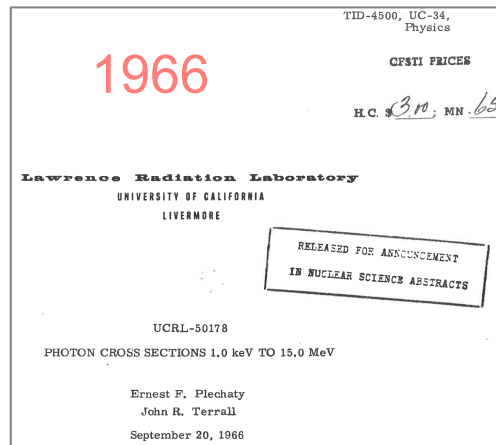 TID-4500, UC-34,
Physics
1966
CFSTI PRICES
H.C. $3.00; MN .65
Lawrence Radiation Laboratory
UNIVERSITY OF CALIFORNIA
LIVERMORE
RELEASED FOR ANNOUNCEMENT
IN NUCLEAR SCIENCE ABSTRACTS
UCRL-50178
PHOTON CROSS SECTIONS 1.0 keV TO 15.0 MeV
Ernest F. Plechaty
John R. Terrall
September 20, 1966